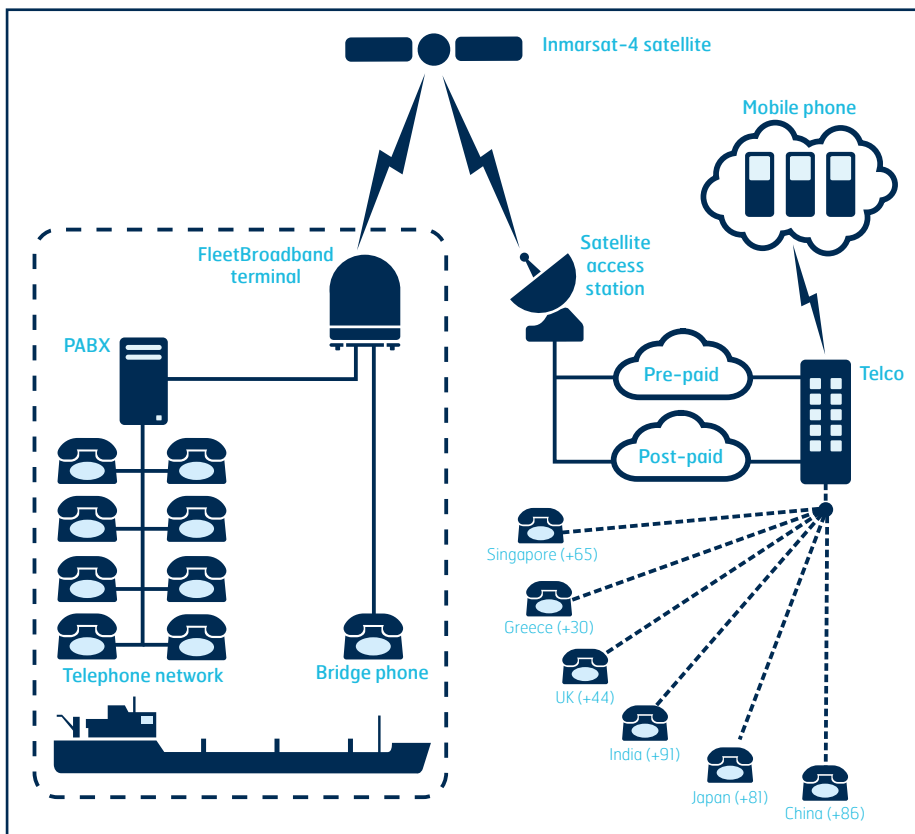 Inmarsat-4 satellite
Mobile phone
FleetBroadband
terminal
Satellite
access
station
PABX
Pre-paid
Telco
Post-paid
Singapore (+65)
Greece (+30)
Telephone network
Bridge phone
UK (+44)
India (+91)
Japan (+81)
China (+86)